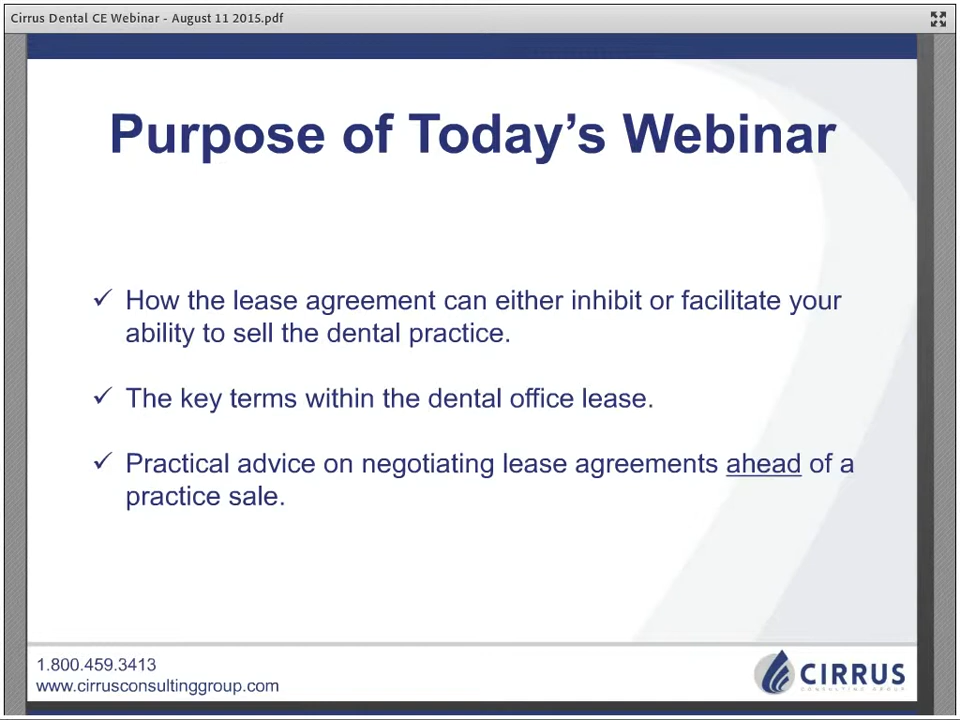 Cirrus Dental CE Webinar - August 11 2015.pdf
Purpose of Today’s Webinar
✓ How the lease agreement can either inhibit or facilitate your
ability to sell the dental practice.
✓ The key terms within the dental office lease.
✓ Practical advice on negotiating lease agreements ahead of a
practice sale.
1.800.459.3413
www.cirrusconsultinggroup.com
CIRRUS
CONSULTING GROUP